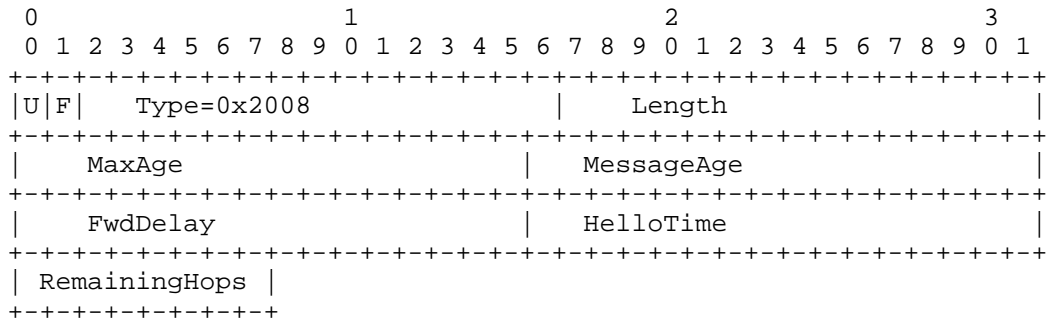 0                   1                   2                   3
 0 1 2 3 4 5 6 7 8 9 0 1 2 3 4 5 6 7 8 9 0 1 2 3 4 5 6 7 8 9 0 1
+-+-+-+-+-+-+-+-+-+-+-+-+-+-+-+-+-+-+-+-+-+-+-+-+-+-+-+-+-+-+-+-+
|U|F|   Type=0x2008               |    Length                   |
+-+-+-+-+-+-+-+-+-+-+-+-+-+-+-+-+-+-+-+-+-+-+-+-+-+-+-+-+-+-+-+-+
|    MaxAge                     |   MessageAge                  |
+-+-+-+-+-+-+-+-+-+-+-+-+-+-+-+-+-+-+-+-+-+-+-+-+-+-+-+-+-+-+-+-+
|    FwdDelay                   |   HelloTime                   |
+-+-+-+-+-+-+-+-+-+-+-+-+-+-+-+-+-+-+-+-+-+-+-+-+-+-+-+-+-+-+-+-+
| RemainingHops |
+-+-+-+-+-+-+-+-+